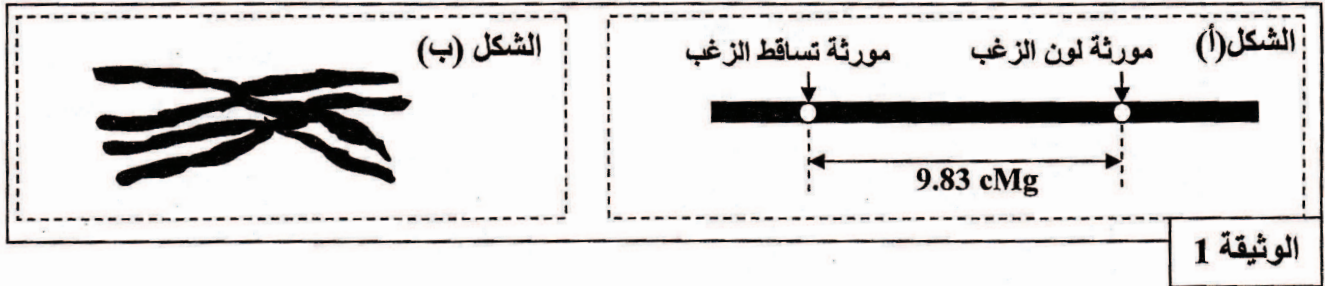 الشكل(أ)
مورثة لون الزغب
مورثة تساقط الزغب
9.83 cMg
الشكل (ب)
الوثيقة 1